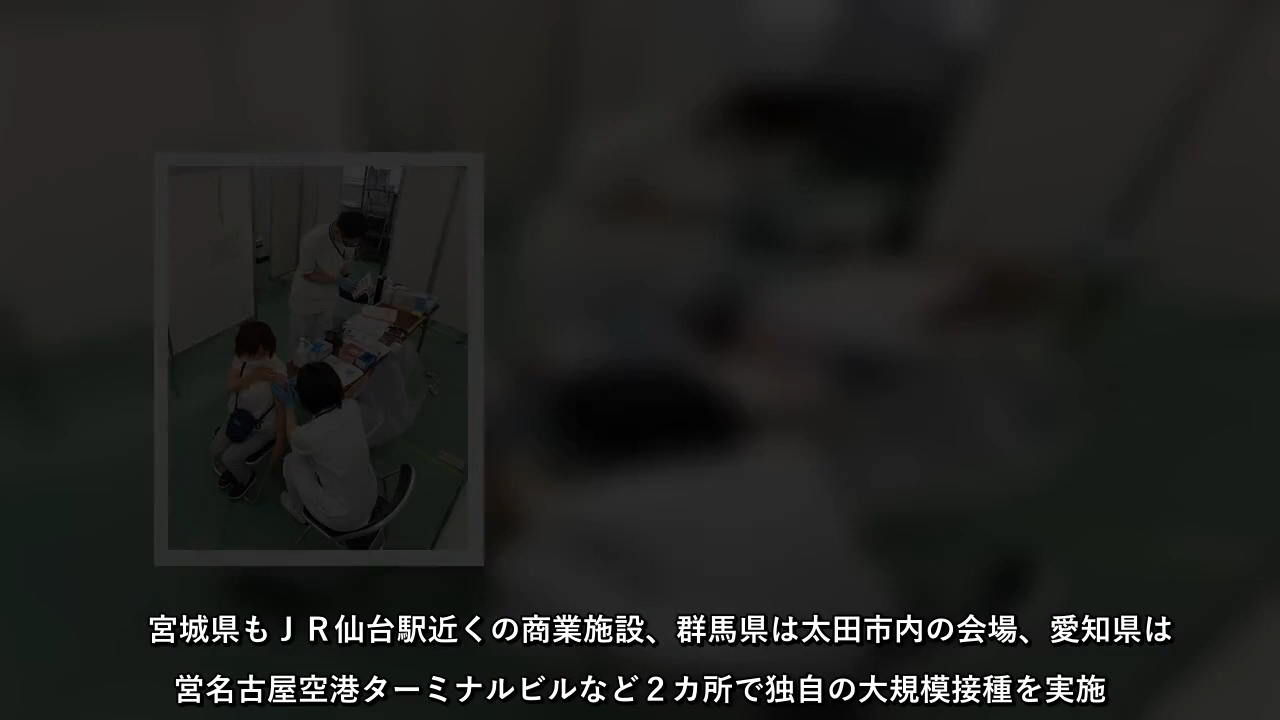 宮城県もＪＲ仙台駅近くの商業施設、群馬県は太田市内の会場、愛知県は
営名古屋空港ターミナルビルなど２カ所で独自の大規模接種を実施